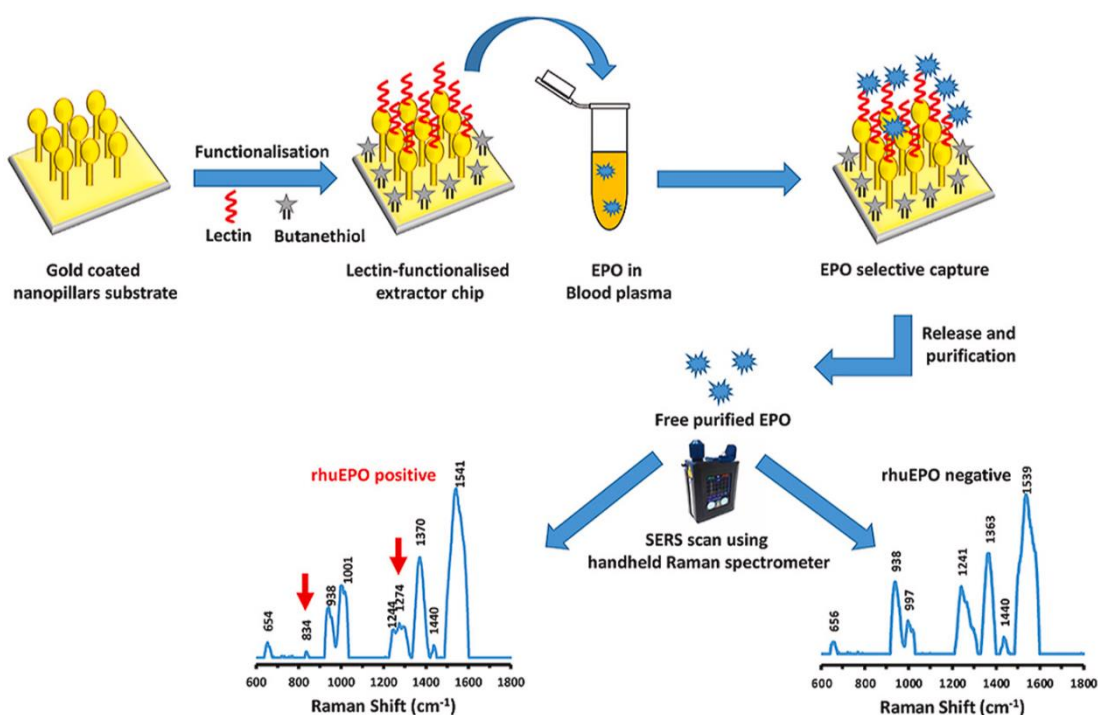 Functionalisation
Lectin
Butanethiol
Gold coated
nanopillars substrate
Lectin-functionalised
extractor chip
EPO in
Blood plasma
EPO selective capture
Release and
purification
Free purified EPO
SERS scan using
handheld Raman spectrometer
rhuEPO positive
654
834
938
1001
1244
1274
1370
1440
1541
600 800 1000 1200 1400 1600 1800
Raman Shift (cm⁻¹)
rhuEPO negative
656
938
997
1241
1363
1440
1539
600 800 1000 1200 1400 1600 1800
Raman Shift (cm⁻¹)